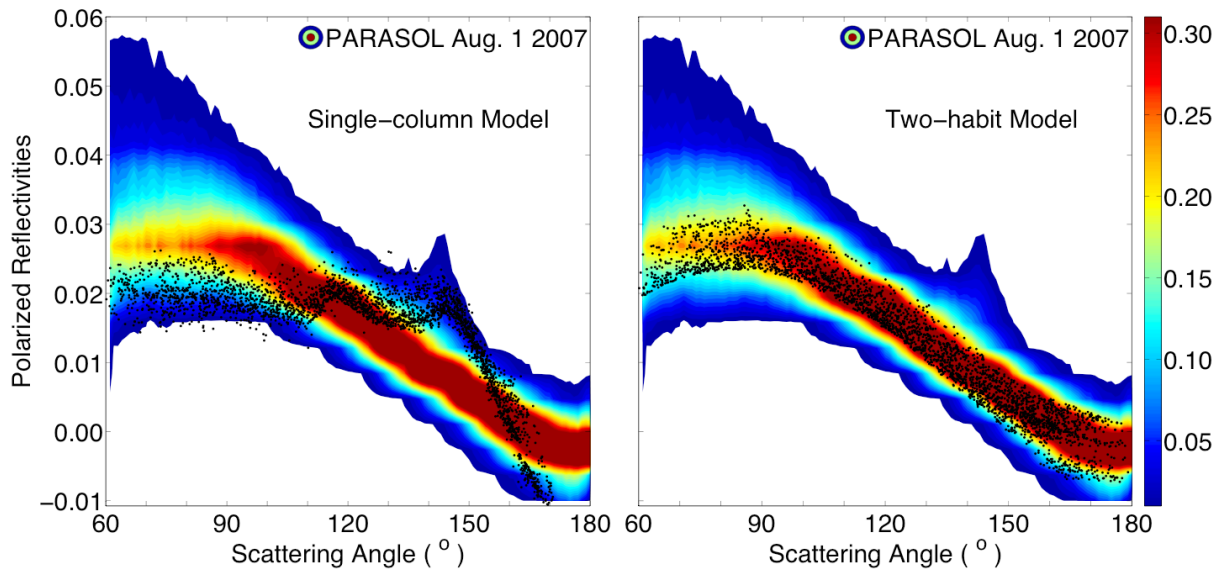 0.06
0.05
0.04
0.03
0.02
0.01
0.00
−0.01
Polarized Reflectivities
PARASOL Aug. 1 2007
Single−column Model
60 90 120 150 180
Scattering Angle ( o )
PARASOL Aug. 1 2007
Two−habit Model
60 90 120 150 180
Scattering Angle ( o )
0.30
0.25
0.20
0.15
0.10
0.05